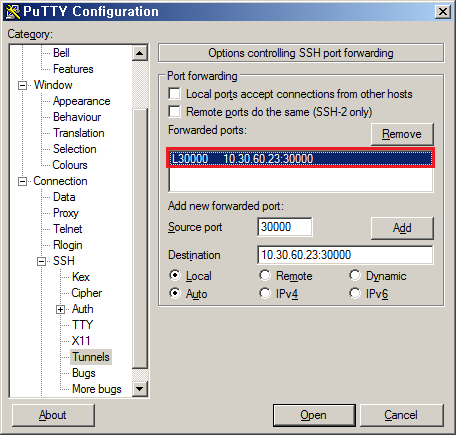 PuTTY Configuration
Category:
Bell
Features
Window
Appearance
Behaviour
Translation
Selection
Colours
Connection
Data
Proxy
Telnet
Rlogin
SSH
Kex
Cipher
Auth
TTY
X11
Tunnels
Bugs
More bugs
Options controlling SSH port forwarding
Port forwarding
Local ports accept connections from other hosts
Remote ports do the same (SSH-2 only)
Forwarded ports:
Remove
L30000 10.30.60.23:30000
Add new forwarded port:
Source port 30000 Add
Destination 10.30.60.23:30000
Local Remote Dynamic
Auto IPv4 IPv6
About Open Cancel